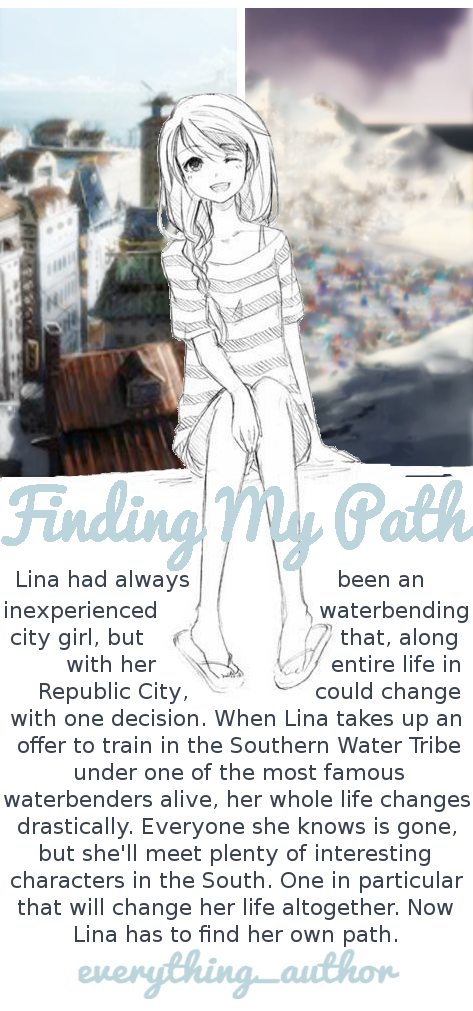 Finding My Path
Lina had always been an
inexperienced waterbending
city girl, but that, along
with her entire life in
Republic City, could change
with one decision. When Lina takes up an
offer to train in the Southern Water Tribe
under one of the most famous
waterbenders alive, her whole life changes
drastically. Everyone she knows is gone,
but she'll meet plenty of interesting
characters in the South. One in particular
that will change her life altogether. Now
Lina has to find her own path.
everything_author